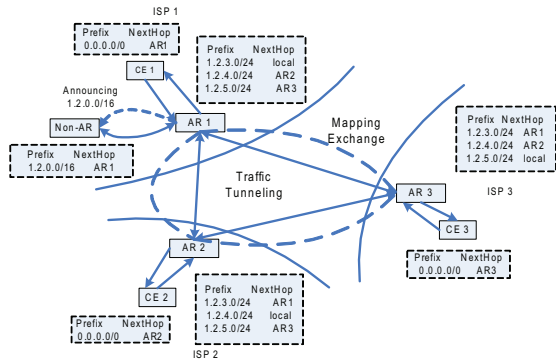 ISP 1
Prefix NextHop
0.0.0.0/0 AR1
CE 1
Prefix NextHop
1.2.3.0/24 local
1.2.4.0/24 AR2
1.2.5.0/24 AR3
Announcing
1.2.0.0/16
Non-AR
AR 1
Prefix NextHop
1.2.0.0/16 AR1
Mapping
Exchange
Prefix NextHop
1.2.3.0/24 AR1
1.2.4.0/24 AR2
1.2.5.0/24 local
Traffic
Tunneling
AR 3
ISP 3
CE 3
Prefix NextHop
0.0.0.0/0 AR3
AR 2
CE 2
Prefix NextHop
0.0.0.0/0 AR2
Prefix NextHop
1.2.3.0/24 AR1
1.2.4.0/24 local
1.2.5.0/24 AR3
ISP 2